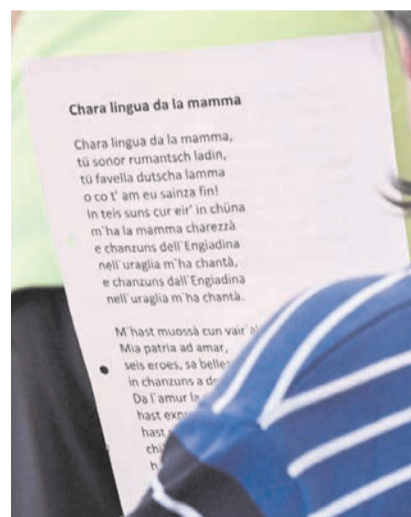 Chara lingua da la mamma
Chara lingua da la mamma,
tü sonor rumantsch ladin,
tü favella dutscha lamma
o co t' am eu sainza fin!
In teis suns cur eir' in chüna
m`ha la mamma charezzà
e chanzuns dell`Engiadina
nell`uraglia m`ha chantà,
e chanzuns dall`Engiadina
nell`uraglia m`ha chantà.
M`hast muossà cun vair`
Mia patria ad amar,
seis eroes, sa
in chanzuns a
Da l`amur
hast
hast